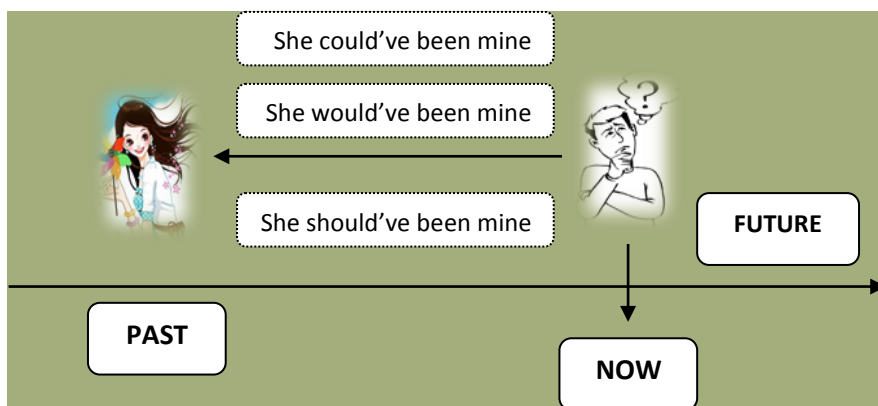 She could’ve been mine
She would’ve been mine
?
She should’ve been mine
FUTURE
PAST
NOW